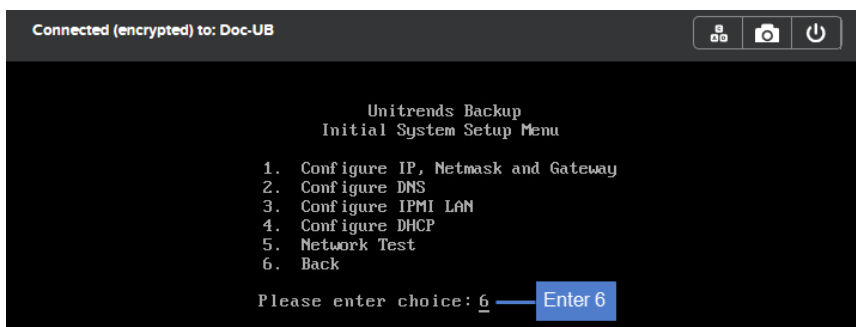 Connected (encrypted) to: Doc-UB
Unitrends Backup
Initial System Setup Menu
1. Configure IP, Netmask and Gateway
2. Configure DNS
3. Configure IPMI LAN
4. Configure DHCP
5. Network Test
6. Back
Please enter choice: 6 Enter 6